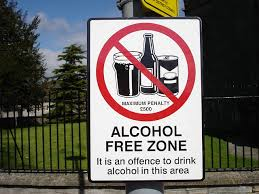 MAXIMUM PENALTY
£500
ALCOHOL
FREE ZONE
It is an offence to drink
alcohol in this area